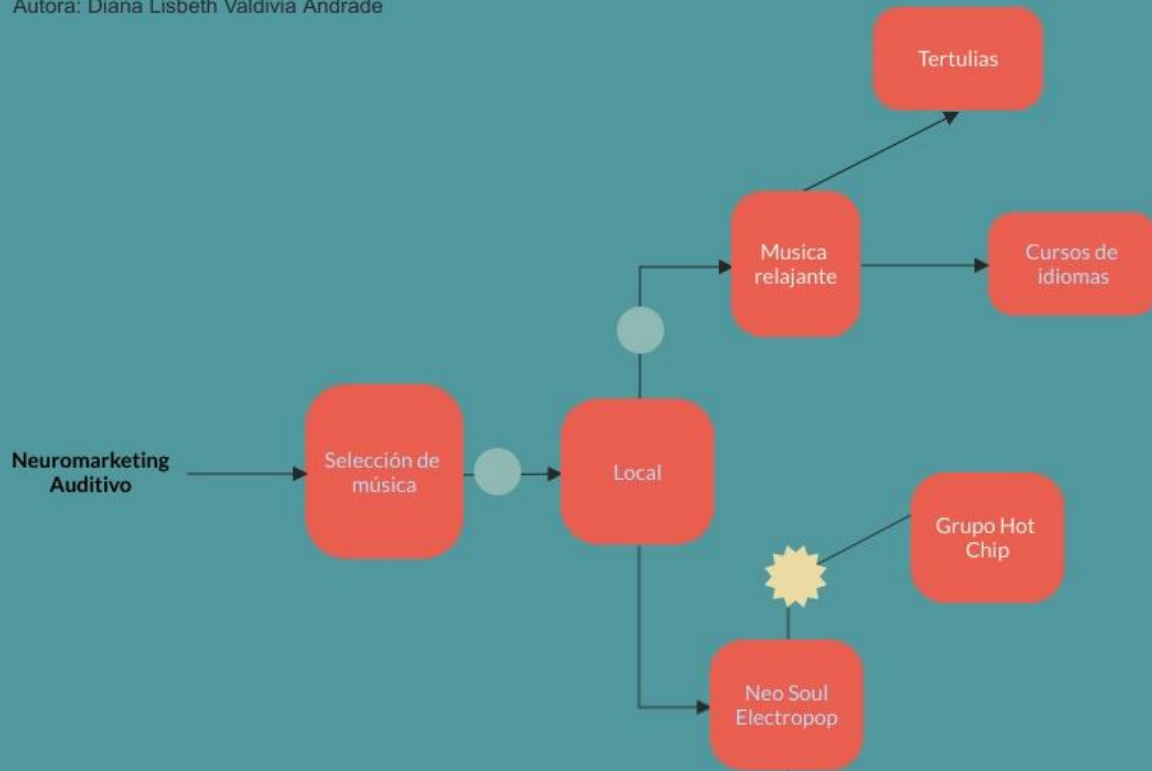 Autora: Diana Lisbeth Valdivia Andrade
Tertulias
Musica
relajante
Cursos de
idiomas
Neuromarketing
Auditivo
Selección de
música
Local
Grupo Hot
Chip
Neo Soul
Electropop